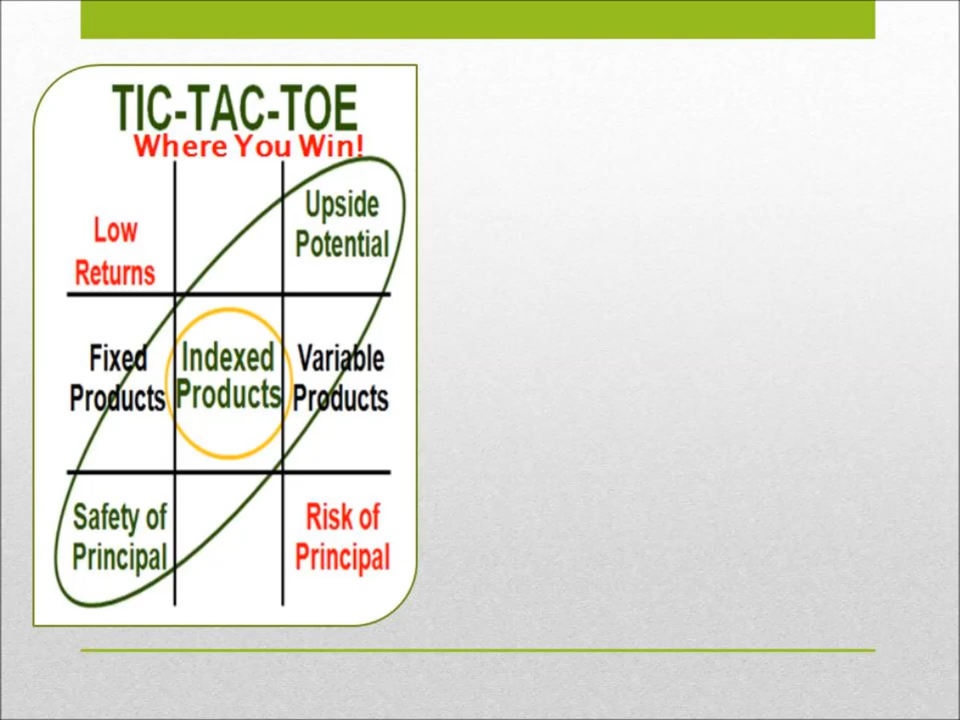 TIC-TAC-TOE
Where You Win!
Low
Returns
Upside
Potential
Fixed
Products
Indexed
Products
Variable
Products
Safety of
Principal
Risk of
Principal